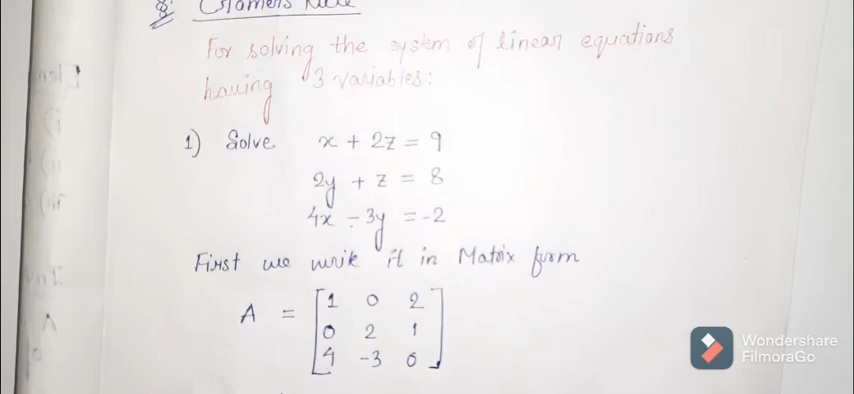 Cramers Rule
For solving the system of linear equations
having 3 variables:
1) Solve x + 2z = 9
2y + z = 8
4x - 3y = -2
First we write it in Matrix form
A = [1 0 2
0 2 1
4 -3 0]
Wondershare
FilmoraGo